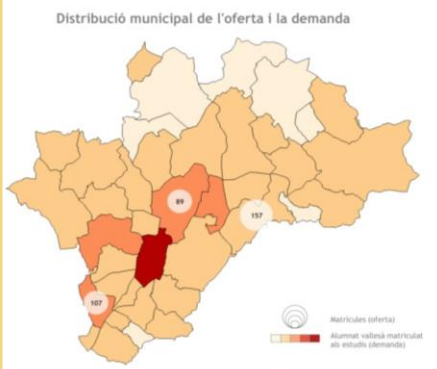 Distribució municipal de l'oferta i la demanda
89
157
107
Matrícules (oferta)
Alumnat vallesà matriculat
als estudis (demanda)